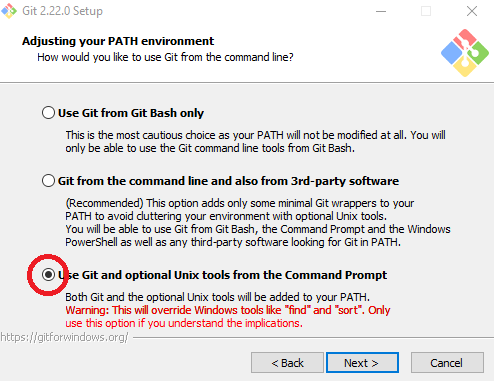 Git 2.22.0 Setup
Adjusting your PATH environment
How would you like to use Git from the command line?
Use Git from Git Bash only
This is the most cautious choice as your PATH will not be modified at all. You will
only be able to use the Git command line tools from Git Bash.
Git from the command line and also from 3rd-party software
(Recommended) This option adds only some minimal Git wrappers to your
PATH to avoid cluttering your environment with optional Unix tools.
You will be able to use Git from Git Bash, the Command Prompt and the Windows
PowerShell as well as any third-party software looking for Git in PATH.
Use Git and optional Unix tools from the Command Prompt
Both Git and the optional Unix tools will be added to your PATH.
Warning: This will override Windows tools like "find" and "sort". Only
use this option if you understand the implications.
https://gitforwindows.org/
< Back
Next >
Cancel